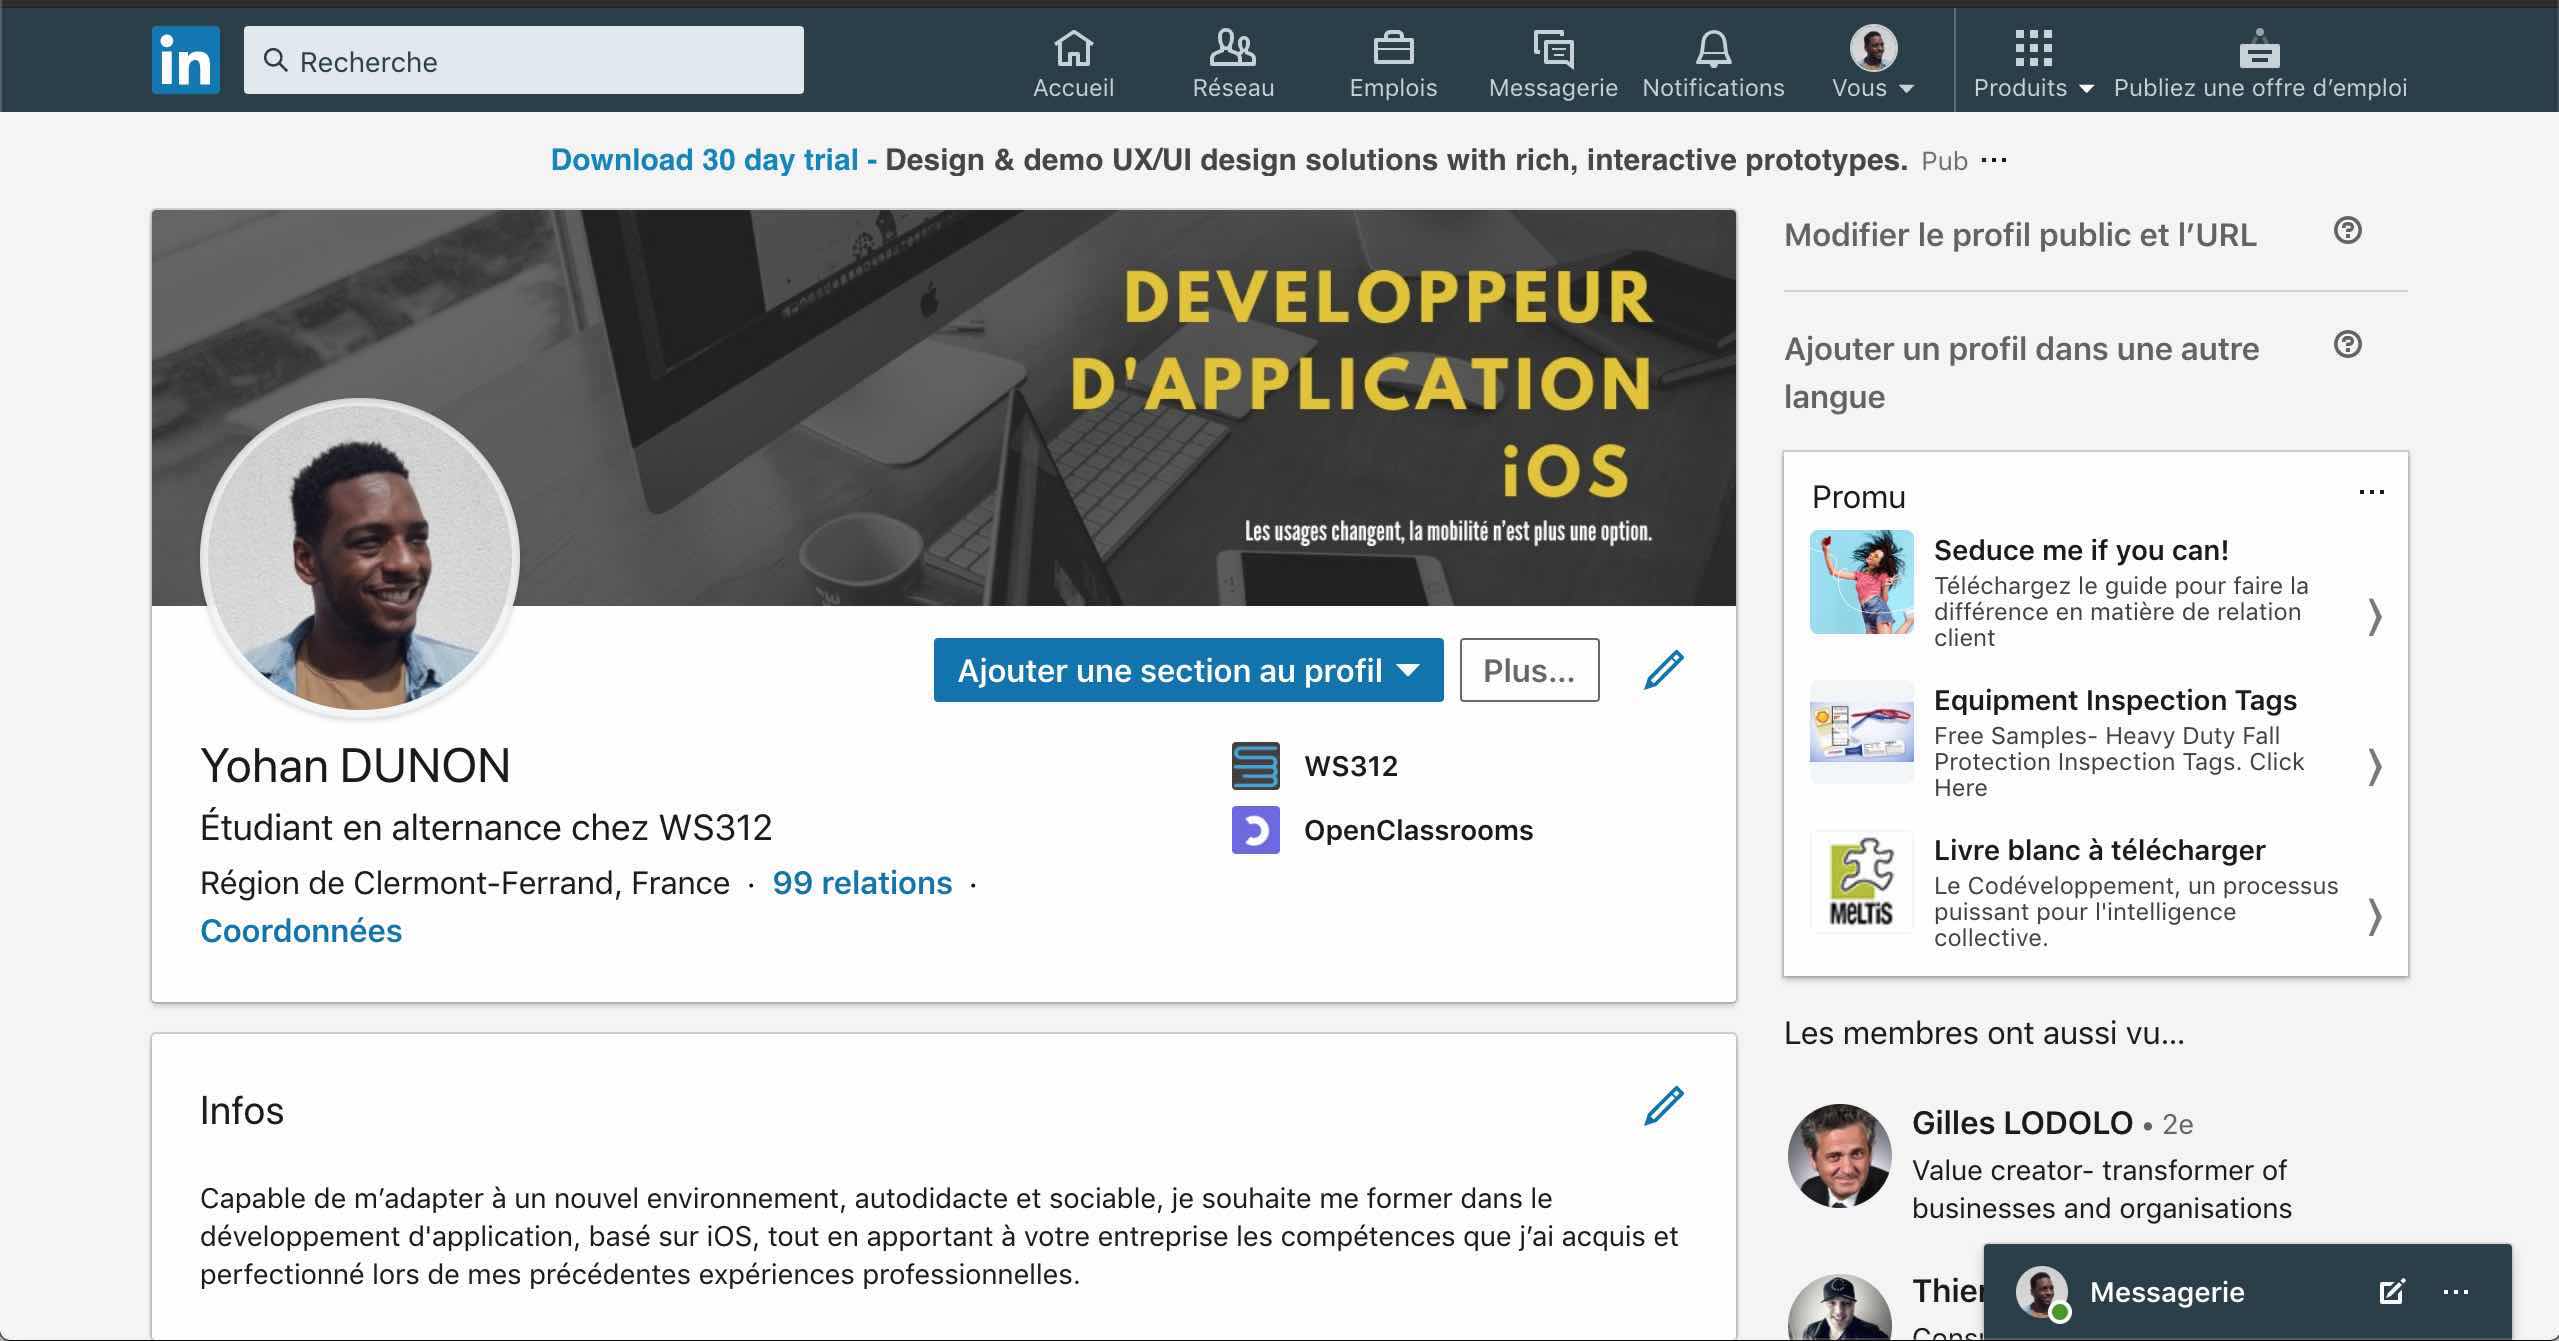 in
Recherche
Accueil
Réseau
Emplois
Messagerie
Notifications
Vous
Produits
Publiez une offre d’emploi
Download 30 day trial - Design & demo UX/UI design solutions with rich, interactive prototypes. Pub ···
DEVELOPPEUR
D'APPLICATION
iOS
Les usages changent, la mobilité n’est plus une option.
Ajouter une section au profil
Plus…
Yohan DUNON
Étudiant en alternance chez WS312
Région de Clermont-Ferrand, France · 99 relations ·
Coordonnées
WS312
OpenClassrooms
Infos
Capable de m’adapter à un nouvel environnement, autodidacte et sociable, je souhaite me former dans le
développement d'application, basé sur iOS, tout en apportant à votre entreprise les compétences que j’ai acquis et
perfectionné lors de mes précédentes expériences professionnelles.
Modifier le profil public et l’URL
Ajouter un profil dans une autre
langue
Promu
Seduce me if you can!
Téléchargez le guide pour faire la
différence en matière de relation
client
Equipment Inspection Tags
Free Samples- Heavy Duty Fall
Protection Inspection Tags. Click
Here
MELTIS
Livre blanc à télécharger
Le Codéveloppement, un processus
puissant pour l'intelligence
collective.
Les membres ont aussi vu…
Gilles LODOLO • 2e
Value creator- transformer of
businesses and organisations
Messagerie